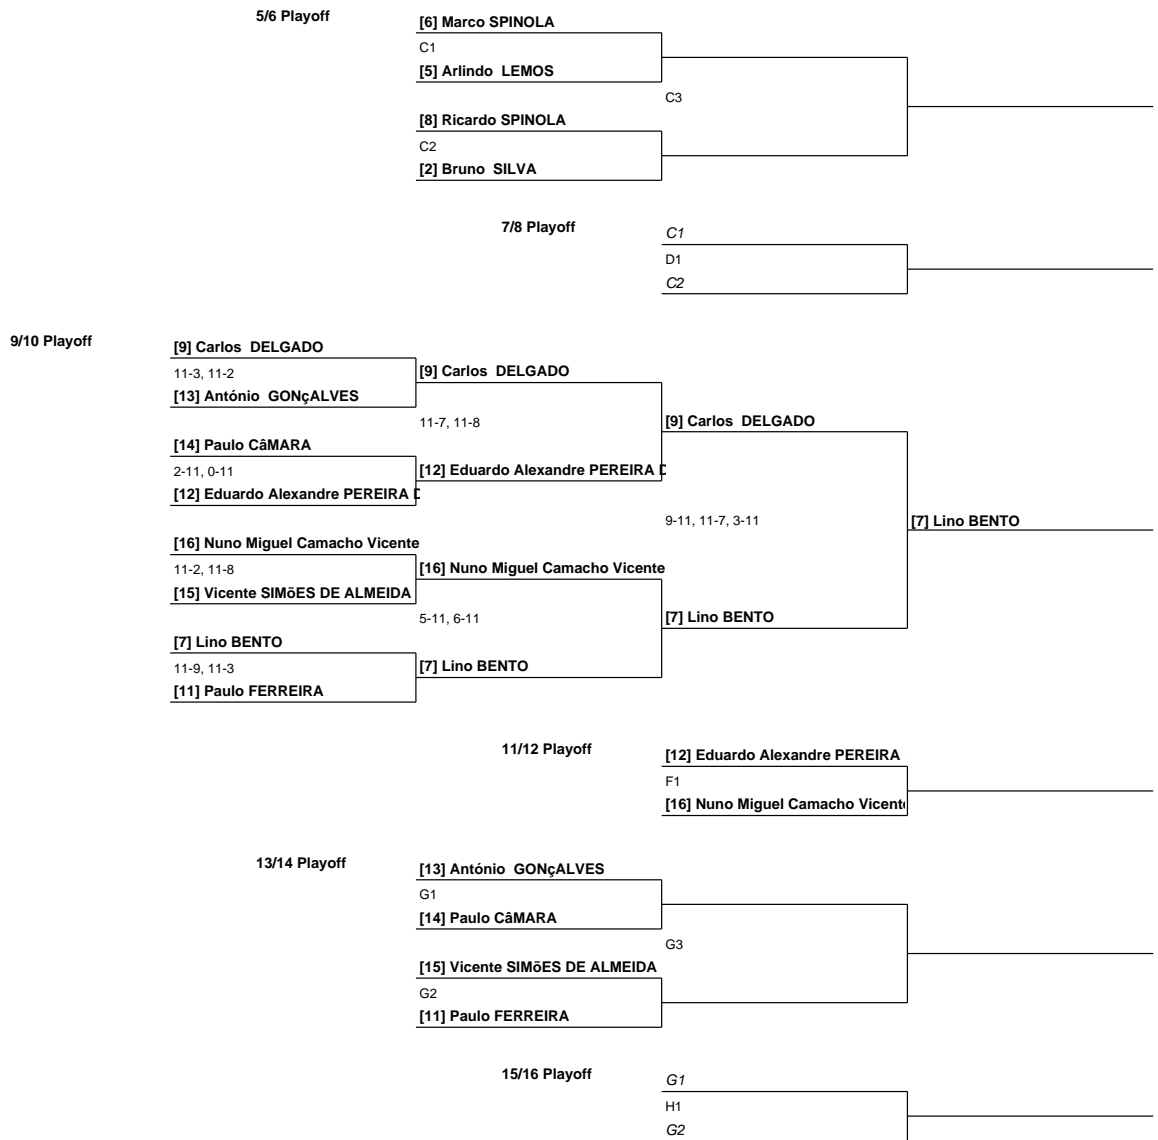 5/6 Playoff
[6] Marco SPINOLA
C1
[5] Arlindo LEMOS
C3
[8] Ricardo SPINOLA
C2
[2] Bruno SILVA
7/8 Playoff
C1
D1
C2
9/10 Playoff
[9] Carlos DELGADO
11-3, 11-2
[9] Carlos DELGADO
[13] António GONçALVES
11-7, 11-8
[9] Carlos DELGADO
[14] Paulo CâMARA
2-11, 0-11
[12] Eduardo Alexandre PEREIRA D
[12] Eduardo Alexandre PEREIRA D
9-11, 11-7, 3-11
[7] Lino BENTO
[16] Nuno Miguel Camacho Vicente
11-2, 11-8
[16] Nuno Miguel Camacho Vicente
[15] Vicente SIMõES DE ALMEIDA
5-11, 6-11
[7] Lino BENTO
[7] Lino BENTO
11-9, 11-3
[7] Lino BENTO
[11] Paulo FERREIRA
11/12 Playoff
[12] Eduardo Alexandre PEREIRA
F1
[16] Nuno Miguel Camacho Vicente
13/14 Playoff
[13] António GONçALVES
G1
[14] Paulo CâMARA
G3
[15] Vicente SIMõES DE ALMEIDA
G2
[11] Paulo FERREIRA
15/16 Playoff
G1
H1
G2